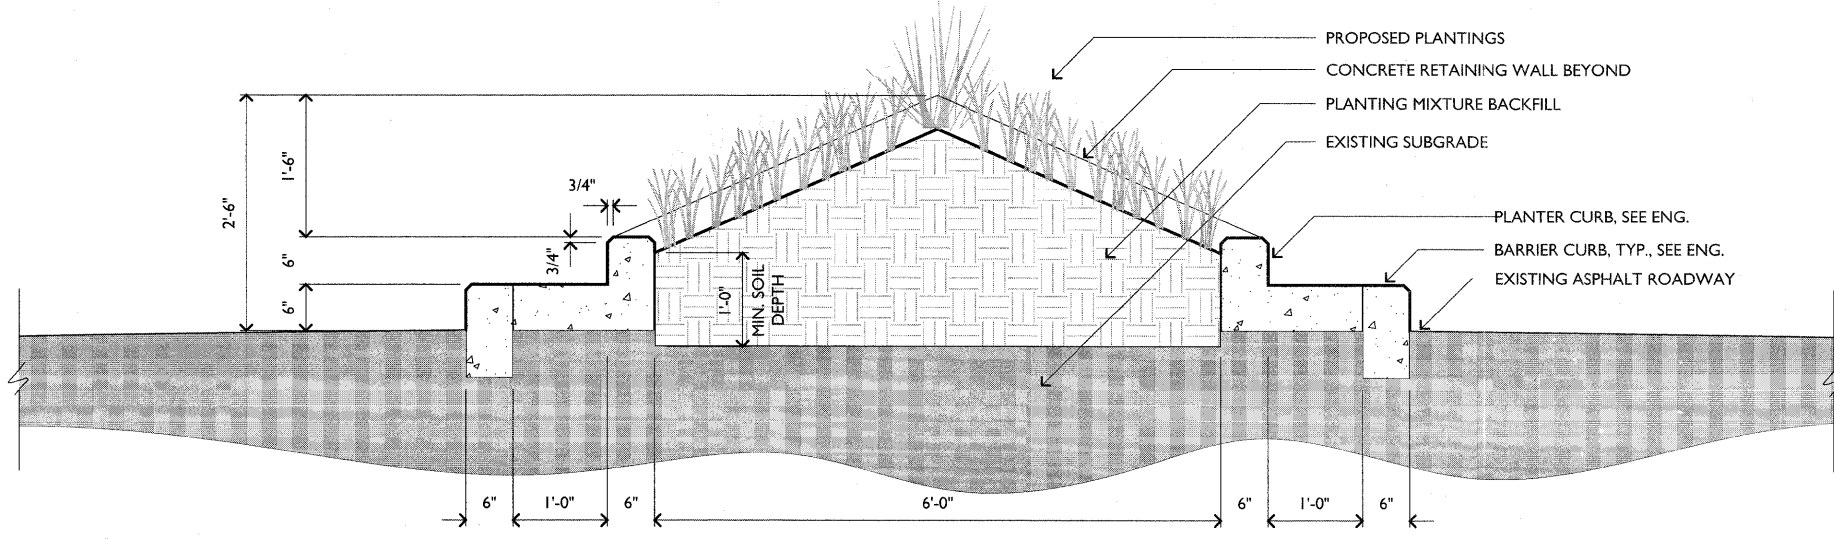 PROPOSED PLANTINGS
CONCRETE RETAINING WALL BEYOND
PLANTING MIXTURE BACKFILL
EXISTING SUBGRADE
PLANTER CURB, SEE ENG.
BARRIER CURB, TYP., SEE ENG.
EXISTING ASPHALT ROADWAY
2'-6"
1'-6"
6"
6"
3/4"
3/4"
1'-0"
MIN. SOIL
DEPTH
6"
1'-0"
6"
6'-0"
6"
1'-0"
6"